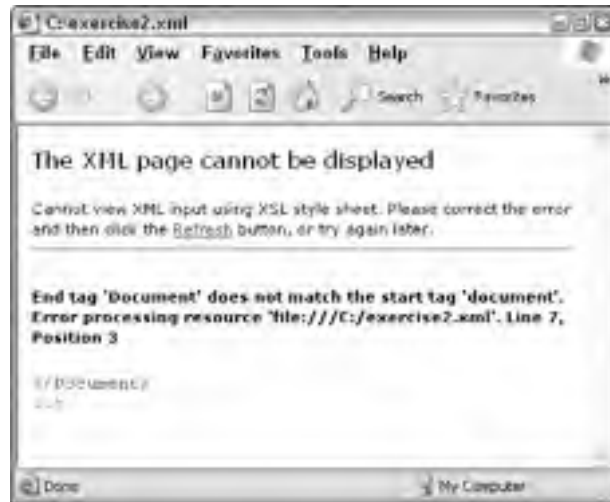 C:\exercise2.xml
File Edit View Favorites Tools Help
Search Favorites
The XML page cannot be displayed
Cannot view XML input using XSL style sheet. Please correct the error
and then click the Refresh button, or try again later.
End tag 'Document' does not match the start tag 'document'.
Error processing resource 'file:///C:/exercise2.xml'. Line 7,
Position 3
</Document>
--^
Done My Computer